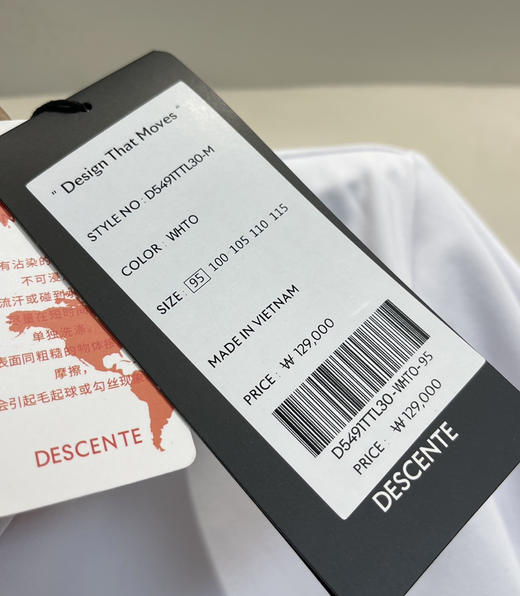 " Design That Moves "
STYLE NO : D5491TTL30-M
COLOR : WHT0
SIZE : 95 100 105 110 115
MADE IN VIETNAM
PRICE : ₩ 129,000
D5491TTL30-WHT0-95
PRICE : ₩129,000
DESCENTE
有沾染的
不可浸
流汗或碰到
单独洗涤。
表面同粗糙的物体接
摩擦，
会引起毛起球或勾丝现
DESCENTE